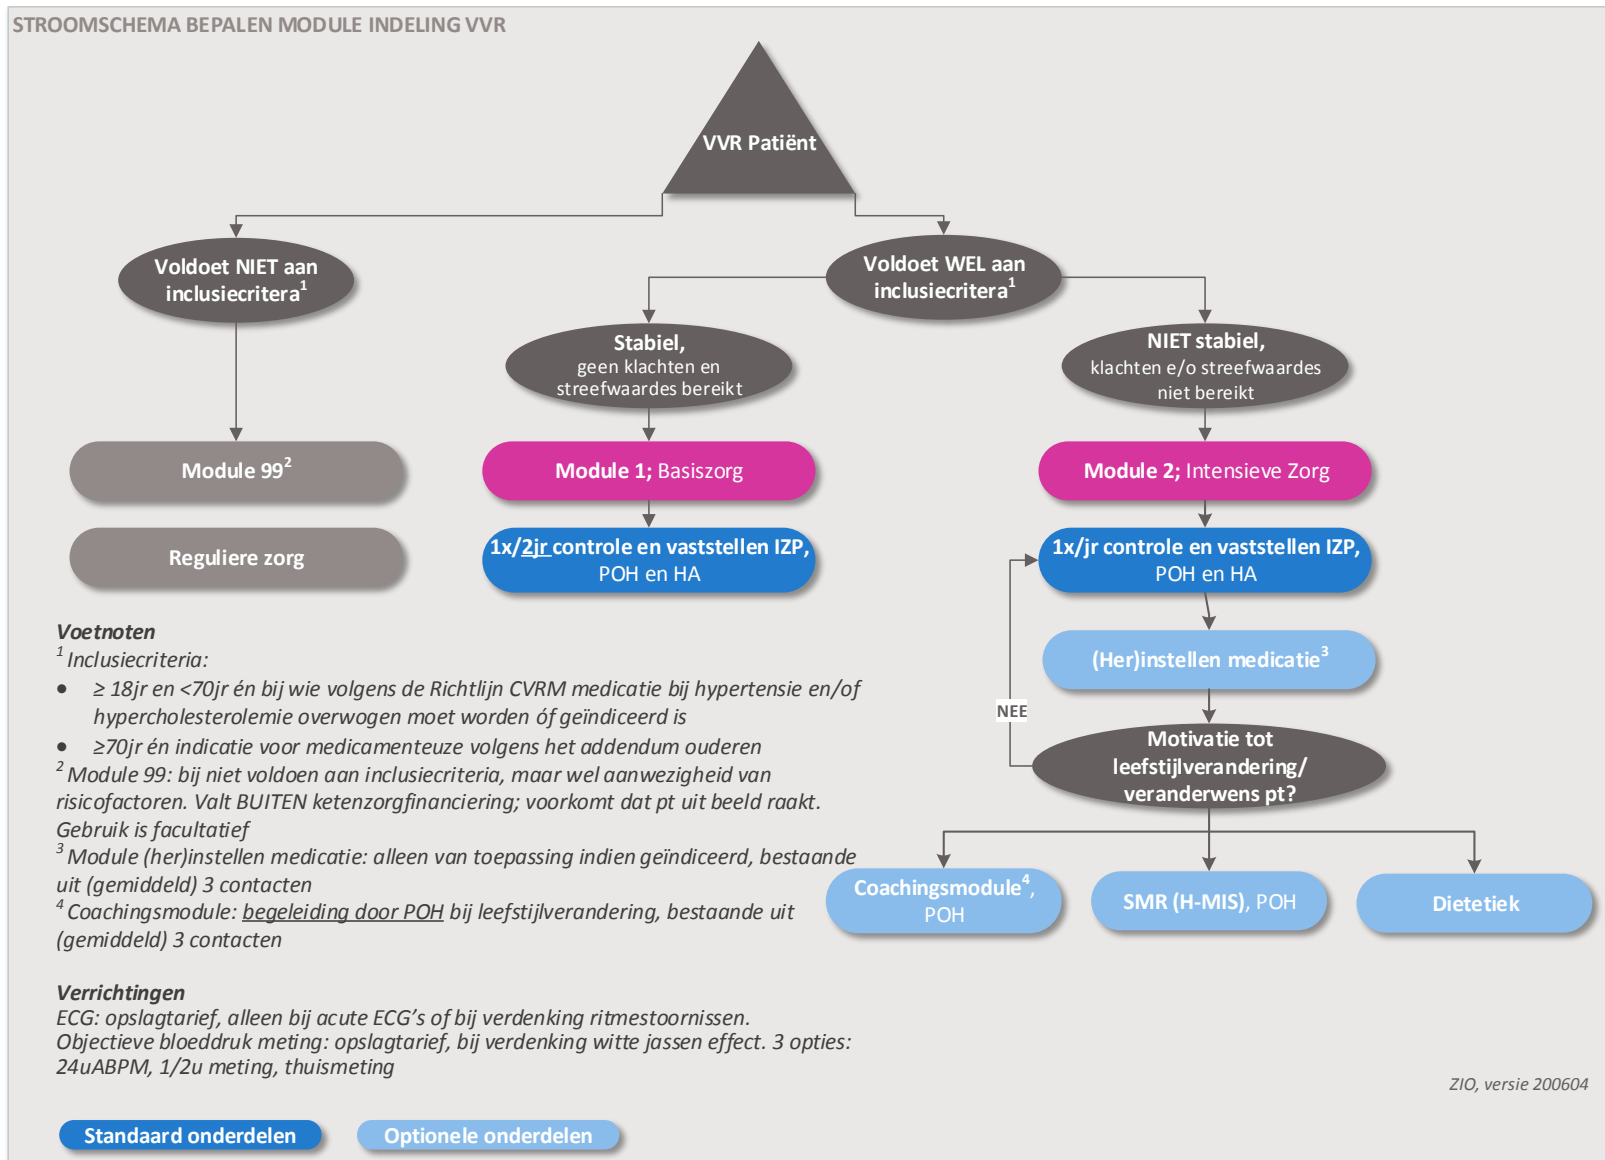 STROOMSCHEMA BEPALEN MODULE INDELING VVR
VVR Patiënt
Voldoet NIET aan
inclusiecritera¹
Voldoet WEL aan
inclusiecritera¹
Stabiel,
geen klachten en
streefwaardes bereikt
NIET stabiel,
klachten e/o streefwaardes
niet bereikt
Module 99²
Module 1; Basiszorg
Module 2; Intensieve Zorg
Reguliere zorg
1x/2jr controle en vaststellen IZP,
POH en HA
1x/jr controle en vaststellen IZP,
POH en HA
(Her)instellen medicatie³
NEE
Motivatie tot
leefstijlverandering/
veranderwens pt?
Coachingsmodule⁴,
POH
SMR (H-MIS), POH
Dietetiek
Voetnoten
¹ Inclusiecriteria:
• ≥ 18jr en <70jr én bij wie volgens de Richtlijn CVRM medicatie bij hypertensie en/of
hypercholesterolemie overwogen moet worden óf geïndiceerd is
• ≥70jr én indicatie voor medicamenteuze volgens het addendum ouderen
² Module 99: bij niet voldoen aan inclusiecriteria, maar wel aanwezigheid van
risicofactoren. Valt BUITEN ketenzorgfinanciering; voorkomt dat pt uit beeld raakt.
Gebruik is facultatief
³ Module (her)instellen medicatie: alleen van toepassing indien geïndiceerd, bestaande
uit (gemiddeld) 3 contacten
⁴ Coachingsmodule: begeleiding door POH bij leefstijlverandering, bestaande uit
(gemiddeld) 3 contacten
Verrichtingen
ECG: opslagtarief, alleen bij acute ECG’s of bij verdenking ritmestoornissen.
Objectieve bloeddruk meting: opslagtarief, bij verdenking witte jassen effect. 3 opties:
24uABPM, 1/2u meting, thuismeting
ZIO, versie 200604
Standaard onderdelen
Optionele onderdelen